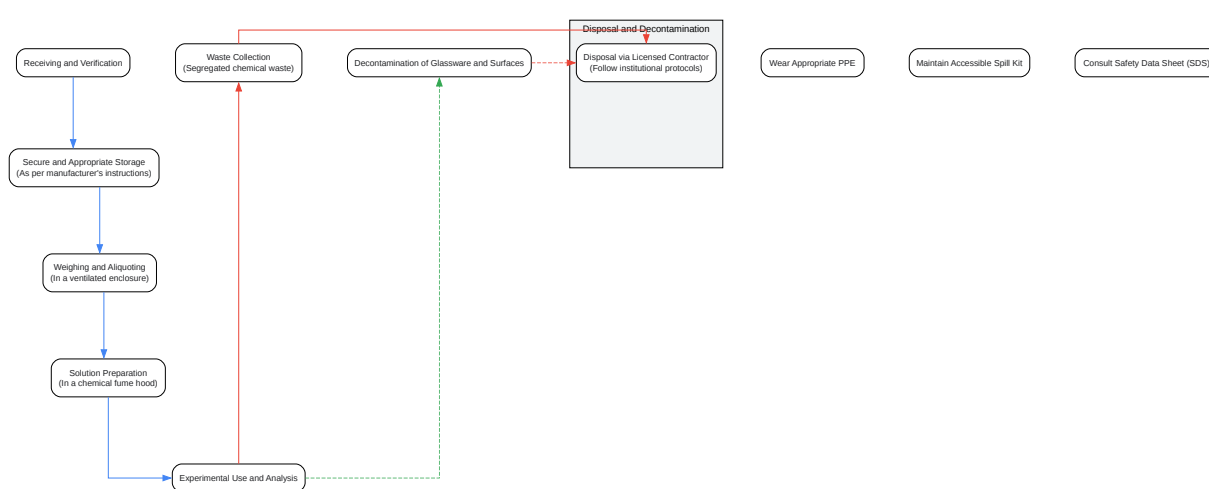 Disposal and Decontamination
Receiving and Verification
Waste Collection
(Segregated chemical waste)
Decontamination of Glassware and Surfaces
Disposal via Licensed Contractor
(Follow institutional protocols)
Wear Appropriate PPE
Maintain Accessible Spill Kit
Consult Safety Data Sheet (SDS)
Secure and Appropriate Storage
(As per manufacturer's instructions)
Weighing and Aliquoting
(In a ventilated enclosure)
Solution Preparation
(In a chemical fume hood)
Experimental Use and Analysis